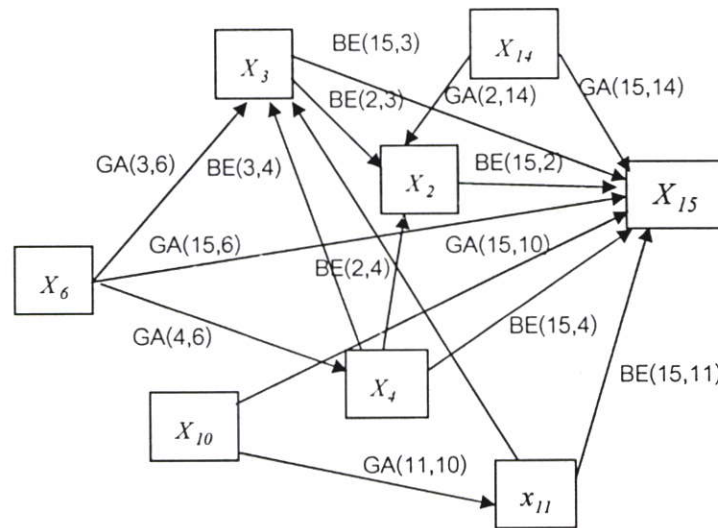 BE(15,3)
X14
X3
BE(2,3)
GA(2,14)
GA(15,14)
GA(3,6)
BE(3,4)
X2
BE(15,2)
X15
GA(15,6)
GA(15,10)
X6
BE(2,4)
GA(4,6)
BE(15,4)
X4
BE(15,11)
X10
GA(11,10)
x11